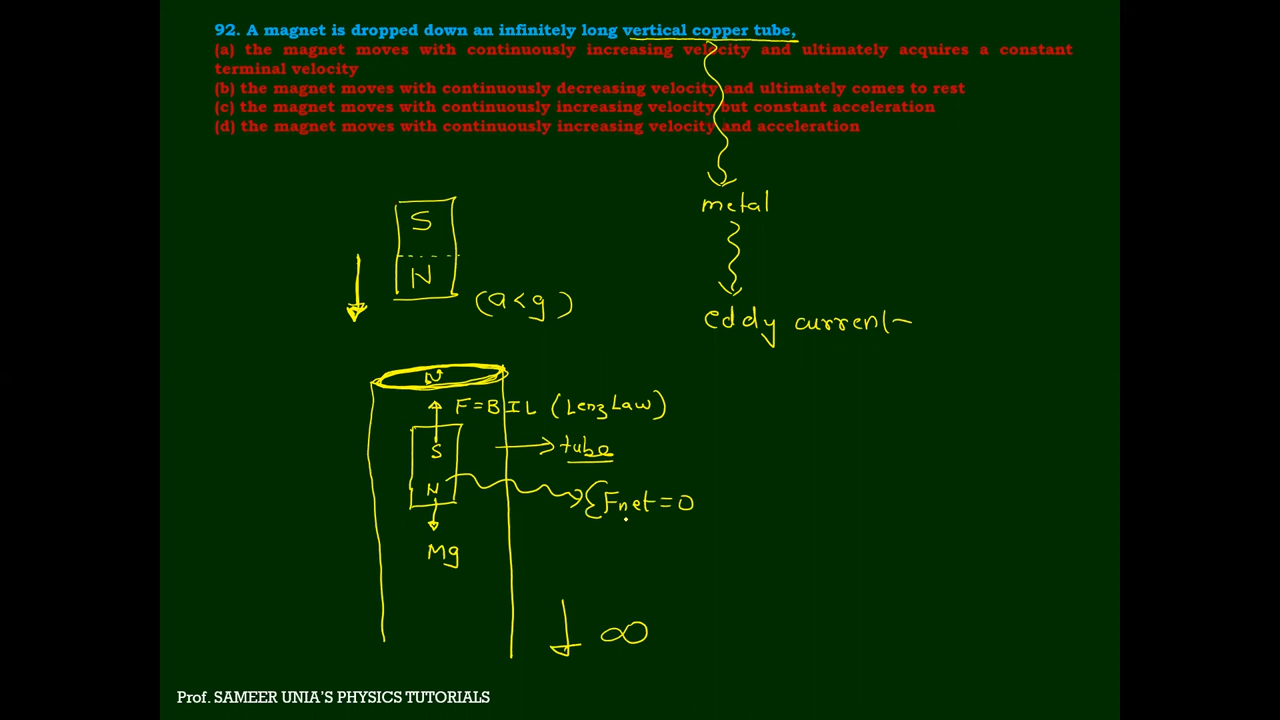 92. A magnet is dropped down an infinitely long vertical copper tube,
(a) the magnet moves with continuously increasing velocity and ultimately acquires a constant
terminal velocity
(b) the magnet moves with continuously decreasing velocity and ultimately comes to rest
(c) the magnet moves with continuously increasing velocity but constant acceleration
(d) the magnet moves with continuously increasing velocity and acceleration
metal
S
N
(a<g)
eddy current
N
F=BIL (Lenz Law)
S
tube
N
{Fnet=0
Mg
∞
Prof. SAMEER UNIA'S PHYSICS TUTORIALS